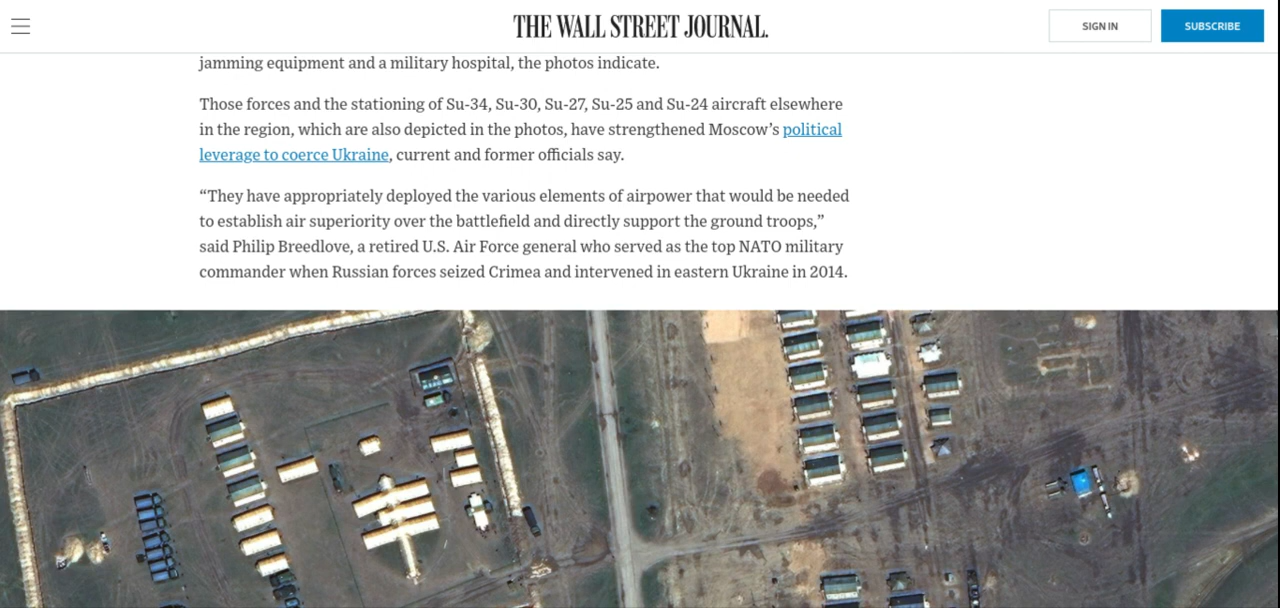 THE WALL STREET JOURNAL.
SIGN IN
SUBSCRIBE
jamming equipment and a military hospital, the photos indicate.
Those forces and the stationing of Su-34, Su-30, Su-27, Su-25 and Su-24 aircraft elsewhere
in the region, which are also depicted in the photos, have strengthened Moscow’s political
leverage to coerce Ukraine, current and former officials say.
“They have appropriately deployed the various elements of airpower that would be needed
to establish air superiority over the battlefield and directly support the ground troops,”
said Philip Breedlove, a retired U.S. Air Force general who served as the top NATO military
commander when Russian forces seized Crimea and intervened in eastern Ukraine in 2014.